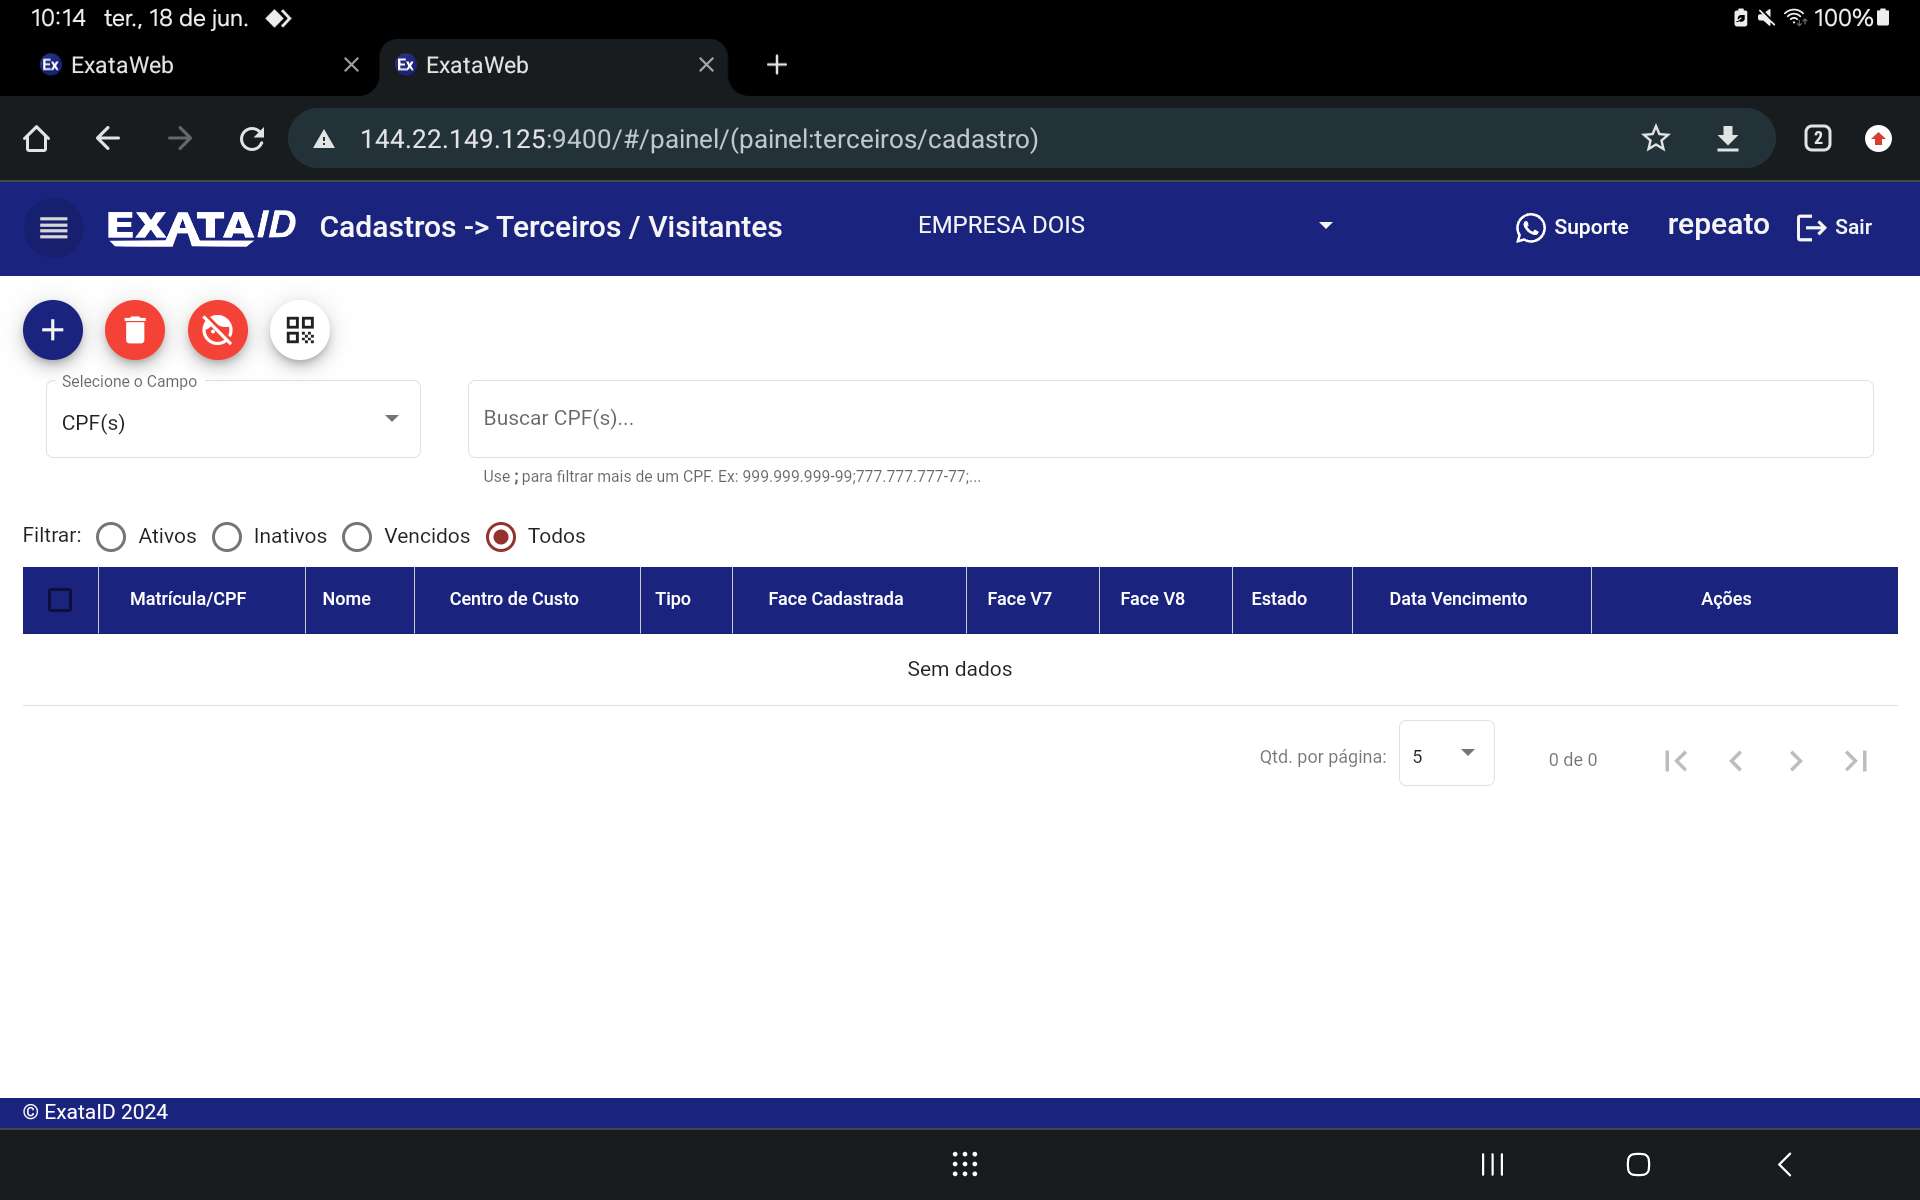 10:14 ter., 18 de jun. 100%
Ex ExataWeb Ex ExataWeb
144.22.149.125:9400/#/painel/(painel:terceiros/cadastro) 2
EXATAID Cadastros -> Terceiros / Visitantes EMPRESA DOIS Suporte repeato Sair
Selecione o Campo
CPF(s) Buscar CPF(s)...
Use ; para filtrar mais de um CPF. Ex: 999.999.999-99;777.777.777-77;...
Filtrar: Ativos Inativos Vencidos Todos
Matrícula/CPF Nome Centro de Custo Tipo Face Cadastrada Face V7 Face V8 Estado Data Vencimento Ações
Sem dados
Qtd. por página: 5 0 de 0
© ExataID 2024